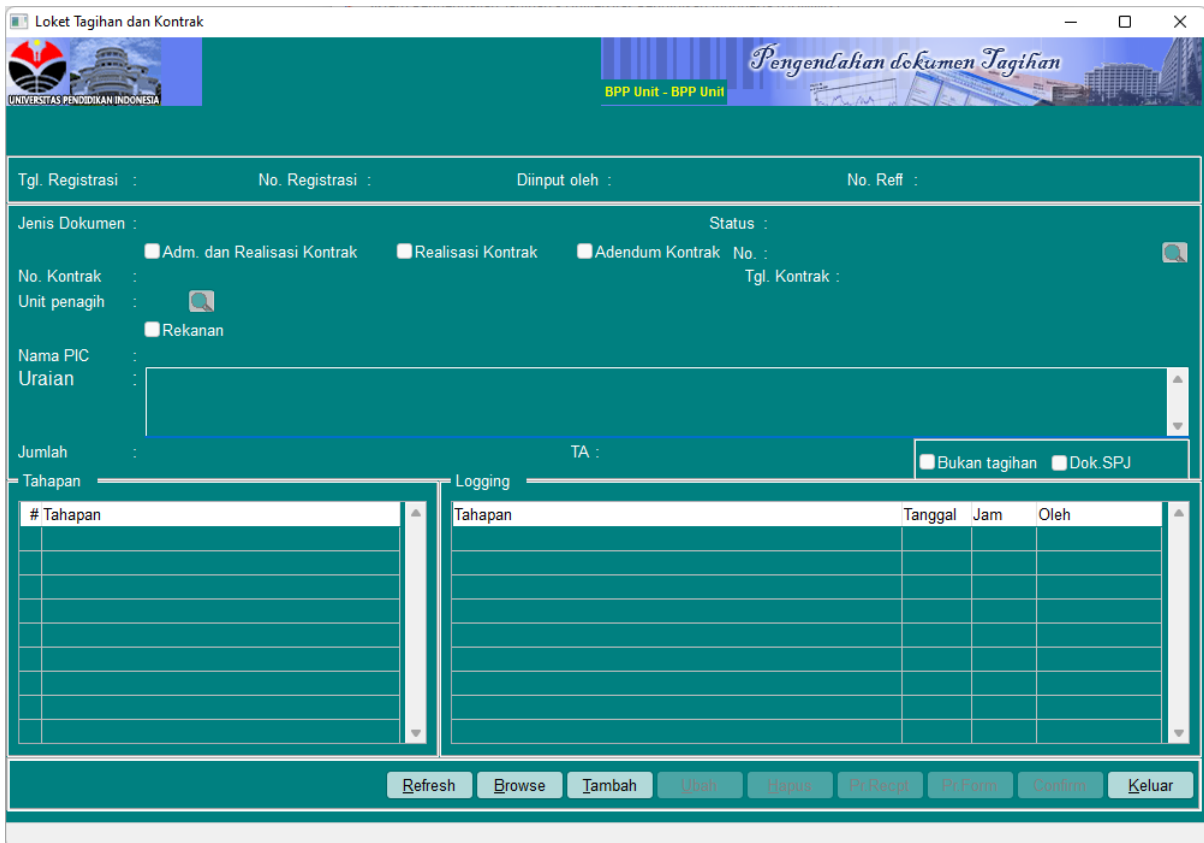 Loket Tagihan dan Kontrak
UNIVERSITAS PENDIDIKAN INDONESIA
Pengendalian dokumen Tagihan
BPP Unit - BPP Unit
Tgl. Registrasi : No. Registrasi : Diinput oleh : No. Reff :
Jenis Dokumen : Status :
Adm. dan Realisasi Kontrak Realisasi Kontrak Adendum Kontrak No. :
No. Kontrak : Tgl. Kontrak :
Unit penagih :
Rekanan
Nama PIC :
Uraian :
Jumlah : TA :
Bukan tagihan Dok.SPJ
Tahapan Logging
# Tahapan Tahapan Tanggal Jam Oleh
Refresh Browse Tambah Ubah Hapus Pr.Recpt Pr.Form Confirm Keluar